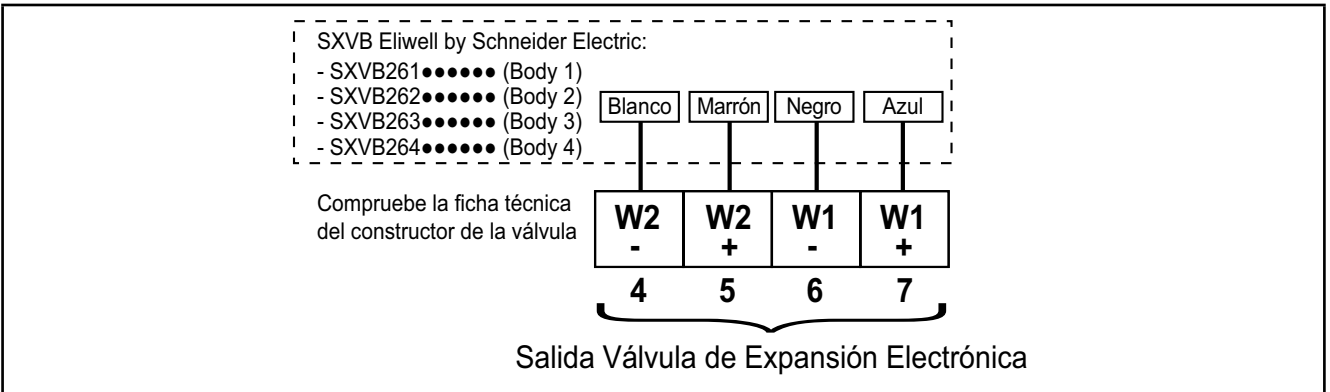 SXVB Eliwell by Schneider Electric:
- SXVB261●●●●●● (Body 1)
- SXVB262●●●●●● (Body 2)
- SXVB263●●●●●● (Body 3)
- SXVB264●●●●●● (Body 4)
Blanco Marrón Negro Azul
Compruebe la ficha técnica
del constructor de la válvula
W2 W2 W1 W1
- + - +
4 5 6 7
Salida Válvula de Expansión Electrónica